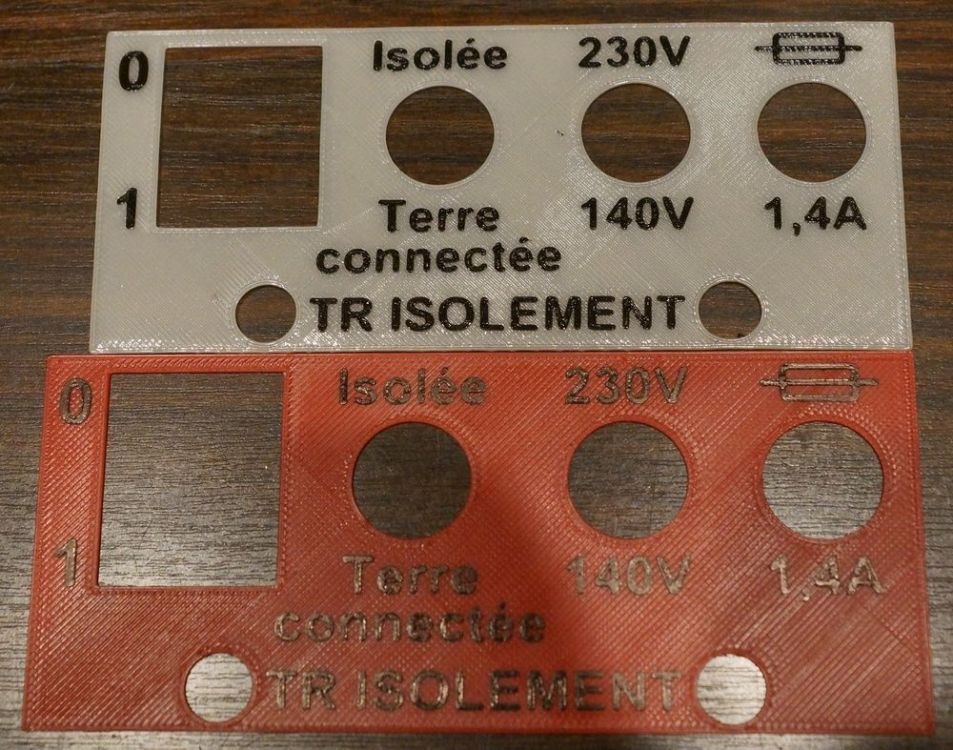 0 Isolée 230V
1 Terre 140V 1,4A
connectée
TR ISOLEMENT
0 Isolée 230V
1 Terre 140V 1,4A
connectée
TR ISOLEMENT